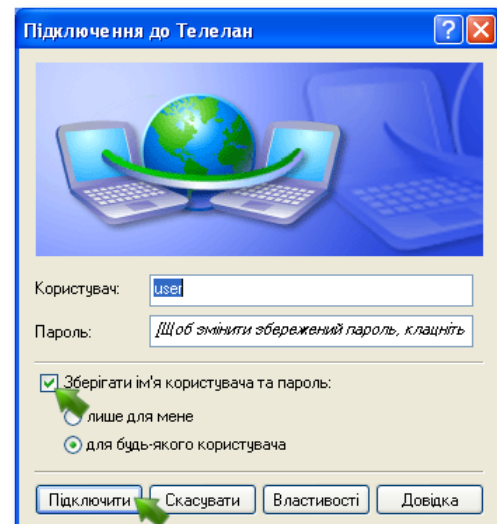 Підключення до Телелан
Користувач: user
Пароль: [Щоб змінити збережений пароль, клацніть
Зберігати ім'я користувача та пароль:
лише для мене
для будь-якого користувача
Підключити Скасувати Властивості Довідка